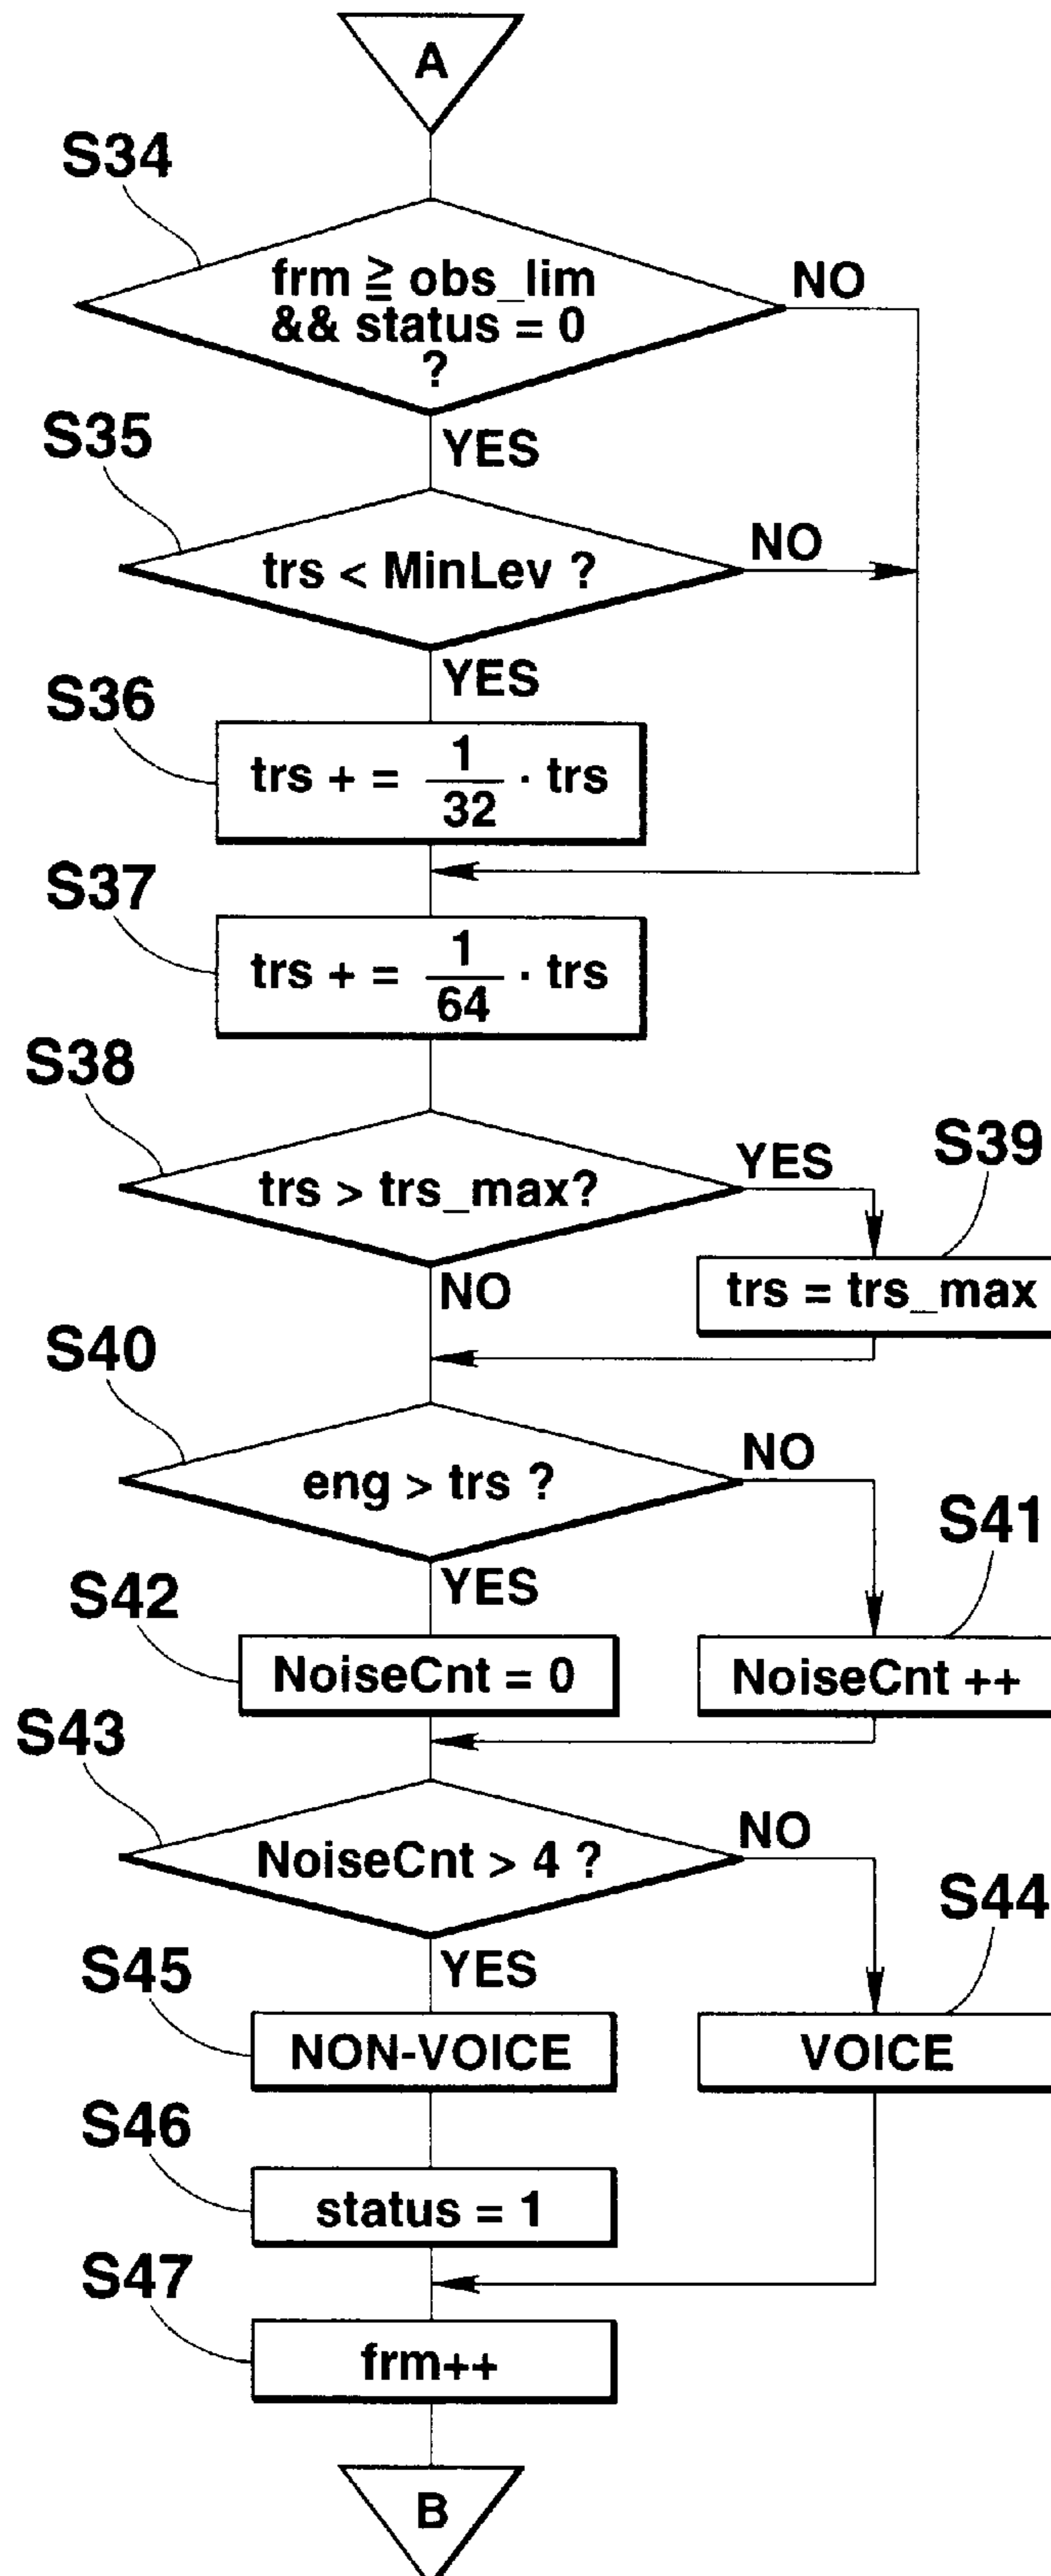 A
S34
frm ≧ obs_lim
&& status = 0
?
NO
YES
S35
trs < MinLev ?
NO
YES
S36
trs + = 1/32 · trs
S37
trs + = 1/64 · trs
S38
trs > trs_max?
YES
S39
trs = trs_max
NO
S40
eng > trs ?
NO
S41
NoiseCnt ++
YES
S42
NoiseCnt = 0
S43
NoiseCnt > 4 ?
NO
S44
VOICE
YES
S45
NON-VOICE
S46
status = 1
S47
frm++
B